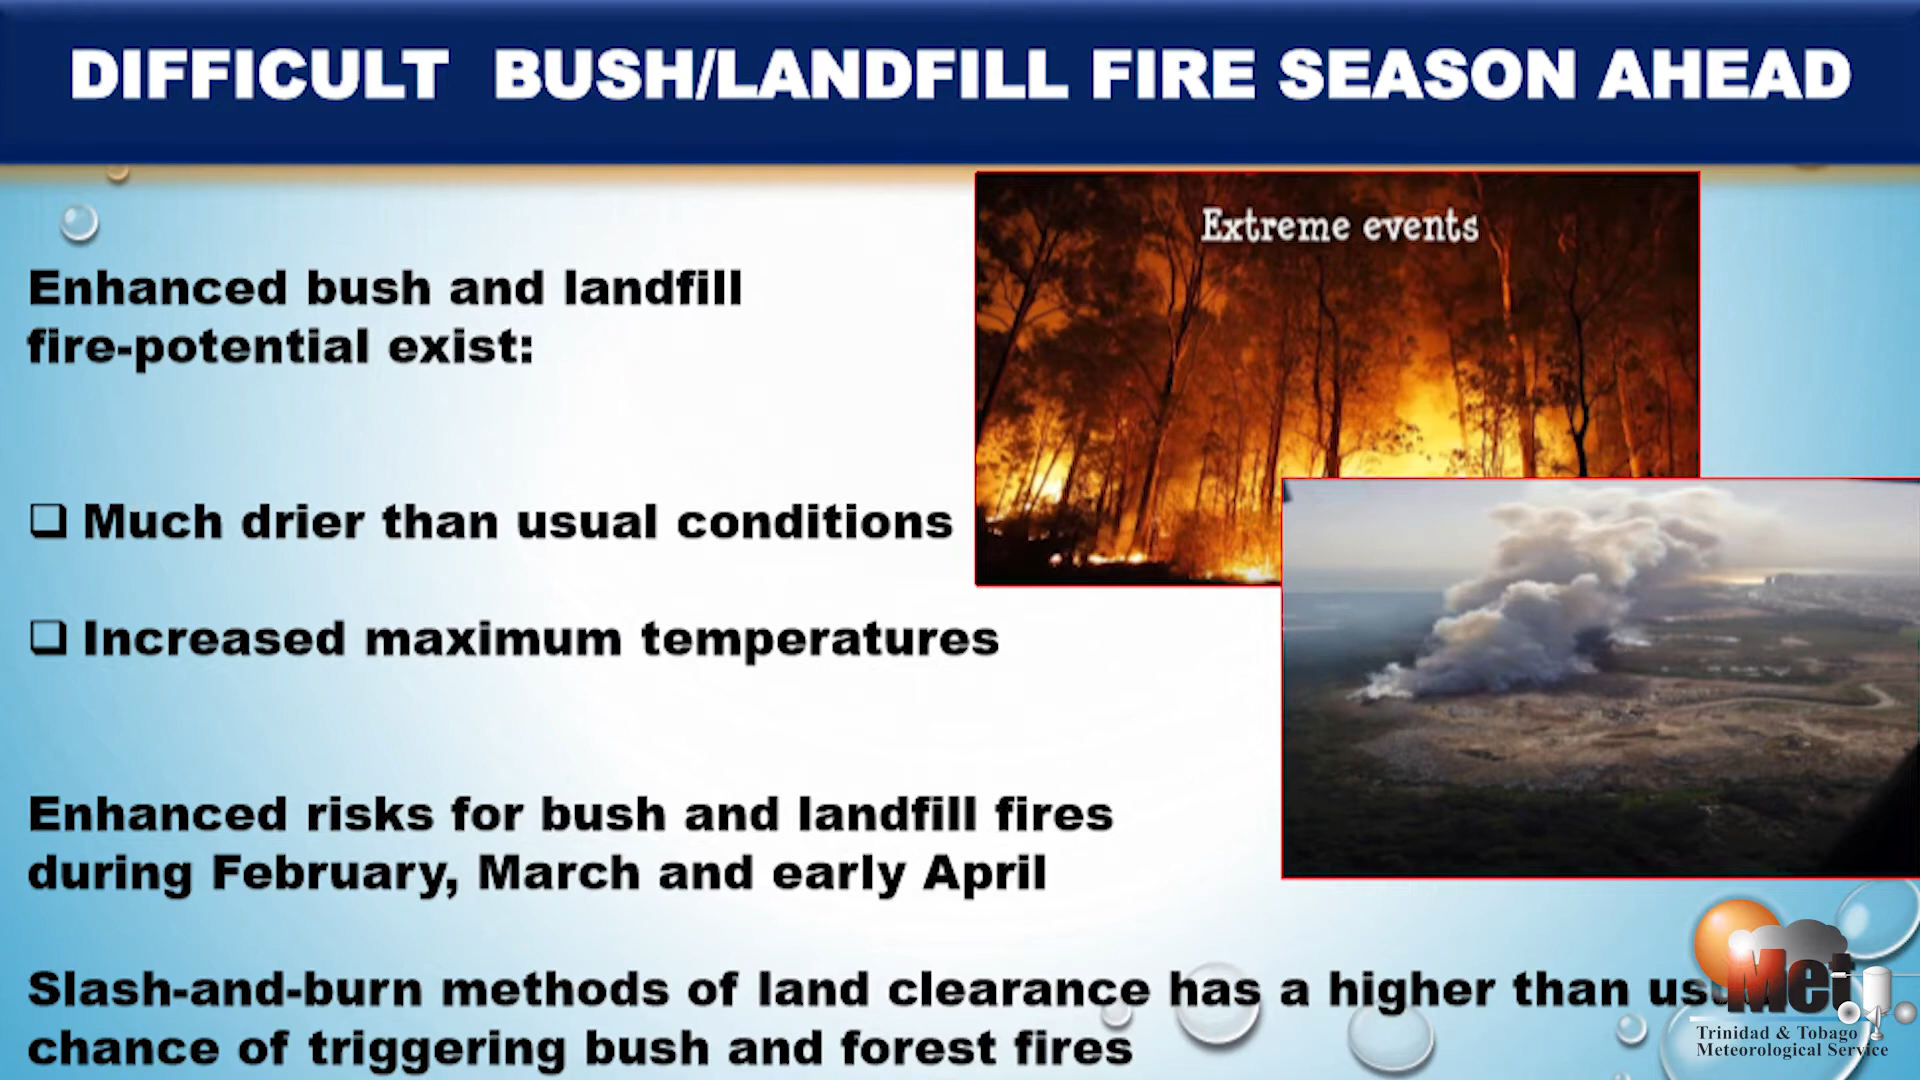 DIFFICULT BUSH/LANDFILL FIRE SEASON AHEAD
Extreme events
Enhanced bush and landfill
fire-potential exist:
❑ Much drier than usual conditions
❑ Increased maximum temperatures
Enhanced risks for bush and landfill fires
during February, March and early April
Slash-and-burn methods of land clearance has a higher than
chance of triggering bush and forest fires
Met
Trinidad & Tobago
Meteorological Service